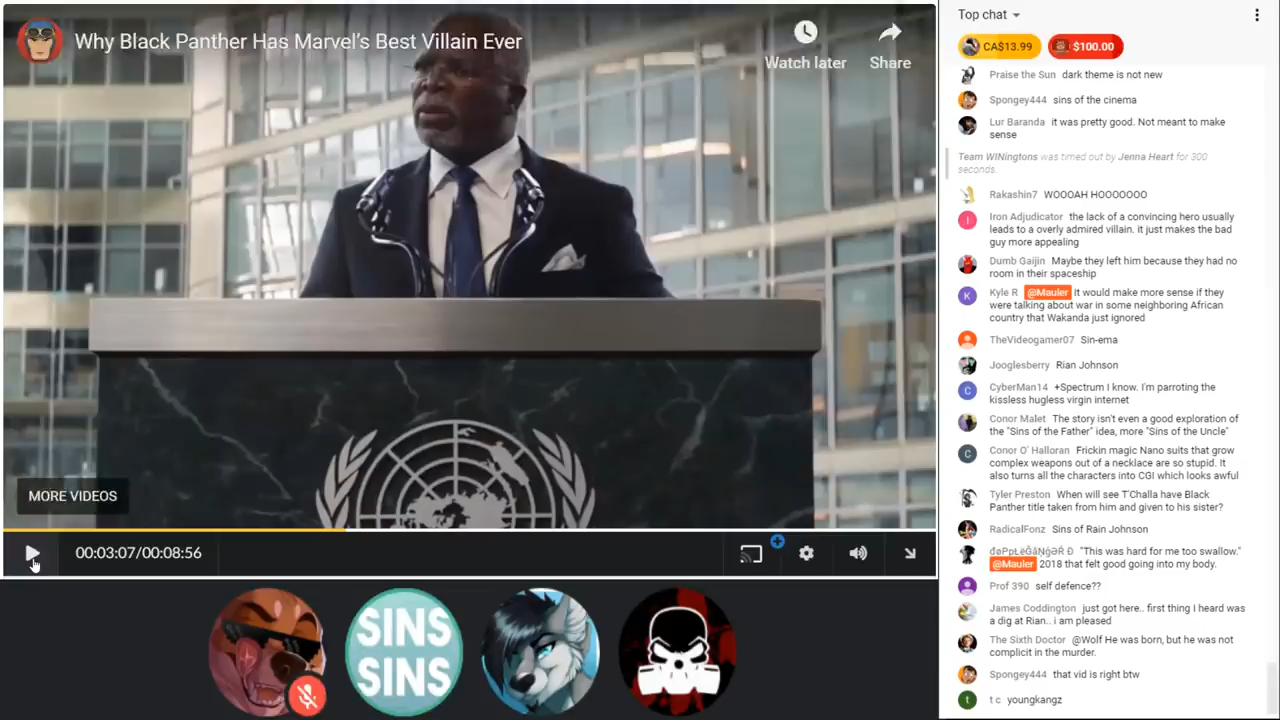 Why Black Panther Has Marvel's Best Villain Ever
Watch later
Share
MORE VIDEOS
00:03:07/00:08:56
SINS
SINS
Top chat
CA$13.99
$100.00
Praise the Sun dark theme is not new
Spongey444 sins of the cinema
Lur Baranda it was pretty good. Not meant to make
sense
Team WINingtons was timed out by Jenna Heart for 300
seconds.
Rakashin7 WOOOAH HOOOOOOO
Iron Adjudicator the lack of a convincing hero usually
leads to a overly admired villain. it just makes the bad
guy more appealing
Dumb Gaijin Maybe they left him because they had no
room in their spaceship
Kyle R @Mauler it would make more sense if they
were talking about war in some neighboring African
country that Wakanda just ignored
TheVideogamer07 Sin-ema
Jooglesberry Rian Johnson
CyberMan14 +Spectrum I know. I'm parroting the
kissless hugless virgin internet
Conor Malet The story isn't even a good exploration of
the "Sins of the Father" idea, more "Sins of the Uncle"
Conor O' Halloran Frickin magic Nano suits that grow
complex weapons out of a necklace are so stupid. It
also turns all the characters into CGI which looks awful
Tyler Preston When will see T'Challa have Black
Panther title taken from him and given to his sister?
RadicalFonz Sins of Rain Johnson
"This was hard for me too swallow."
@Mauler 2018 that felt good going into my body.
Prof 390 self defence??
James Coddington just got here.. first thing I heard was
a dig at Rian.. i am pleased
The Sixth Doctor @Wolf He was born, but he was not
complicit in the murder.
Spongey444 that vid is right btw
t c youngkangz